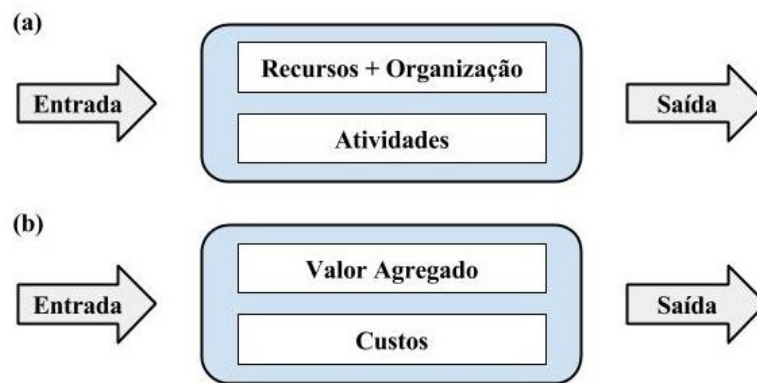 (a)
Recursos + Organização
Entrada
Saída
Atividades
(b)
Valor Agregado
Entrada
Saída
Custos